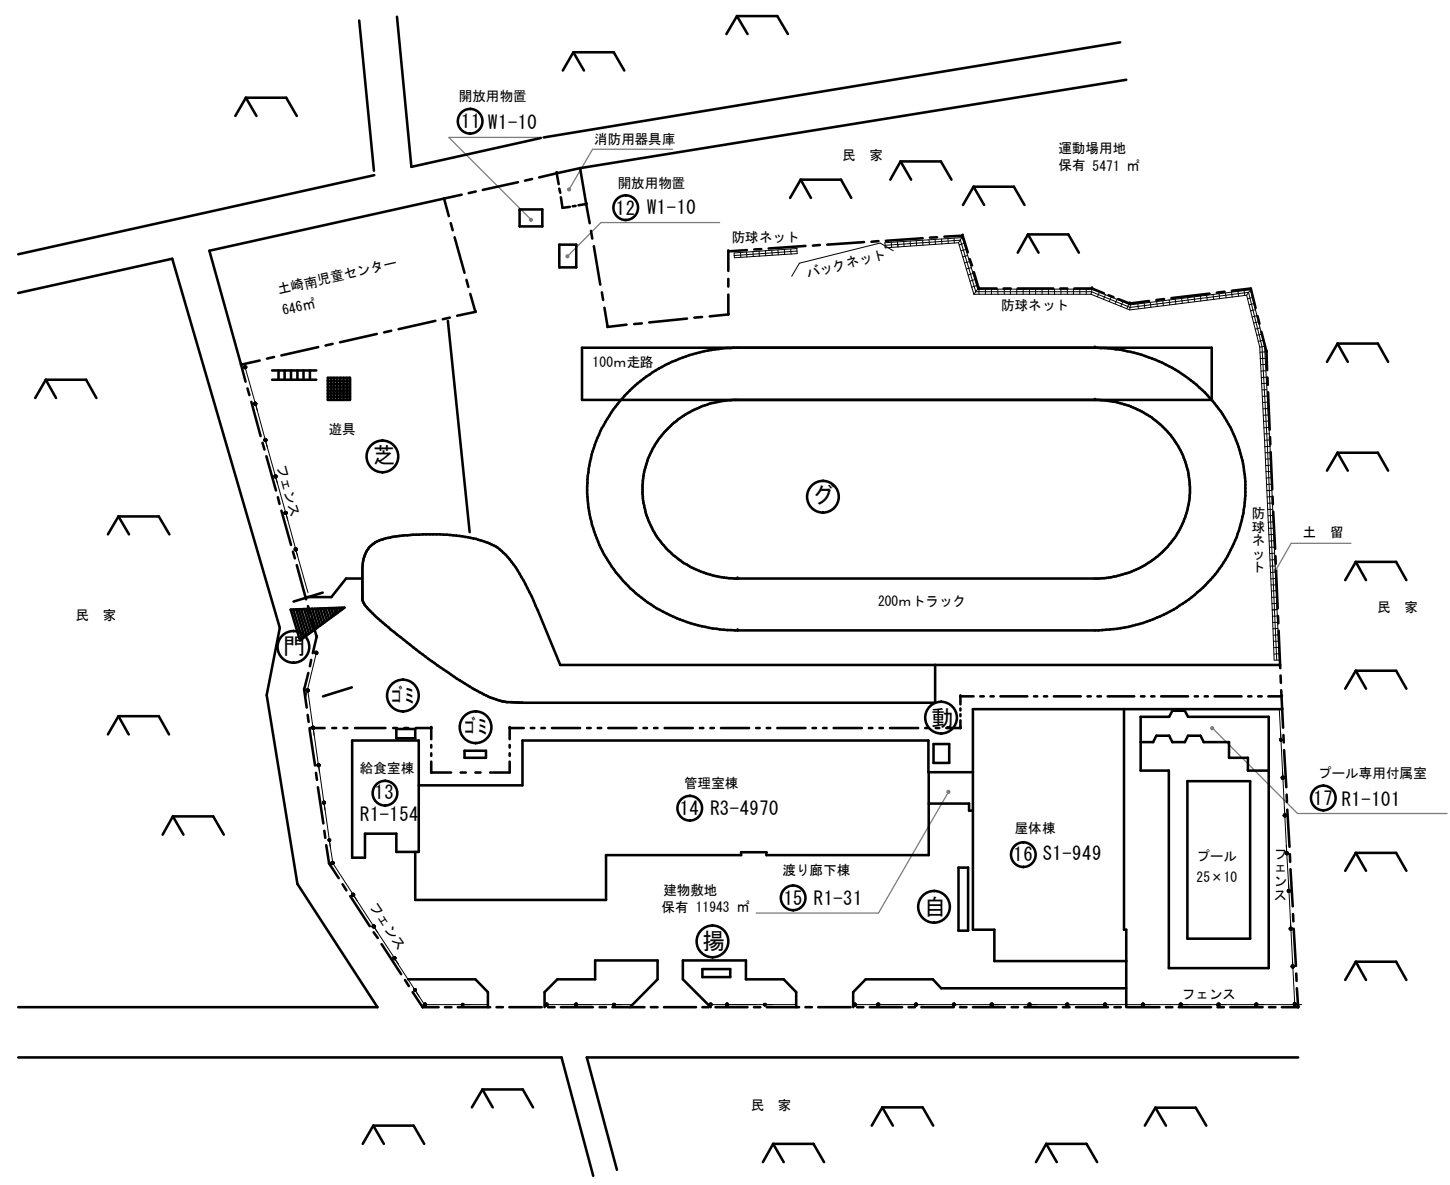 開放用物置
⑪ W1-10
消防用器具庫
開放用物置
⑫ W1-10
民　家
運動場用地
保有 5471 ㎡
防球ネット
バックネット
防球ネット
土崎南児童センター
646㎡
100m走路
遊具
芝
フェンス
グ
防球ネット
土　留
200mトラック
民　家
民　家
門
ゴミ
ゴミ
動
給食室棟
⑬
R1-154
管理室棟
⑭ R3-4970
プール専用付属室
⑰ R1-101
屋体棟
⑯ S1-949
プール
25×10
フェンス
渡り廊下棟
⑮ R1-31
建物敷地
保有 11943 ㎡
自
フェンス
揚
フェンス
民　家